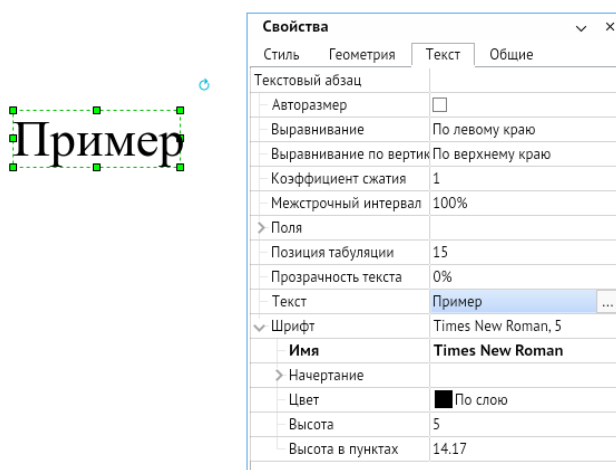 Свойства
Стиль Геометрия Текст Общие
Текстовый абзац
Пример
Авторазмер
Выравнивание По левому краю
Выравнивание по вертик По верхнему краю
Коэффициент сжатия 1
Межстрочный интервал 100%
Поля
Позиция табуляции 15
Прозрачность текста 0%
Текст Пример ...
Шрифт Times New Roman, 5
Имя Times New Roman
Начертание
Цвет По слою
Высота 5
Высота в пунктах 14.17